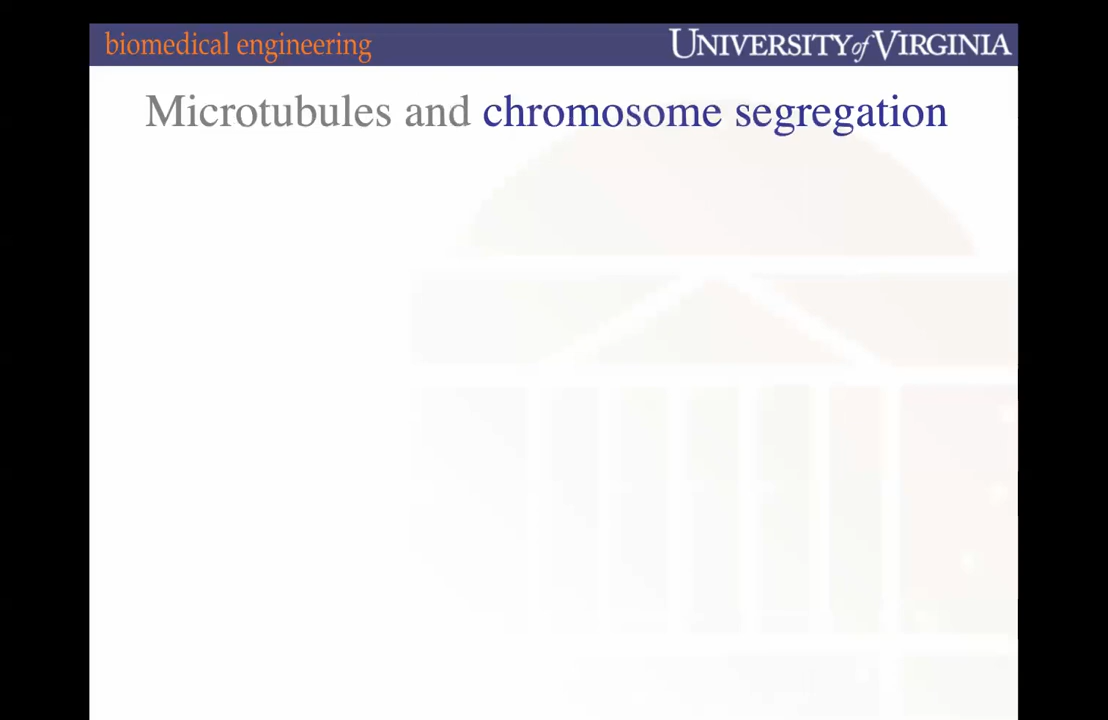 biomedical engineering
UNIVERSITY of VIRGINIA
Microtubules and chromosome segregation